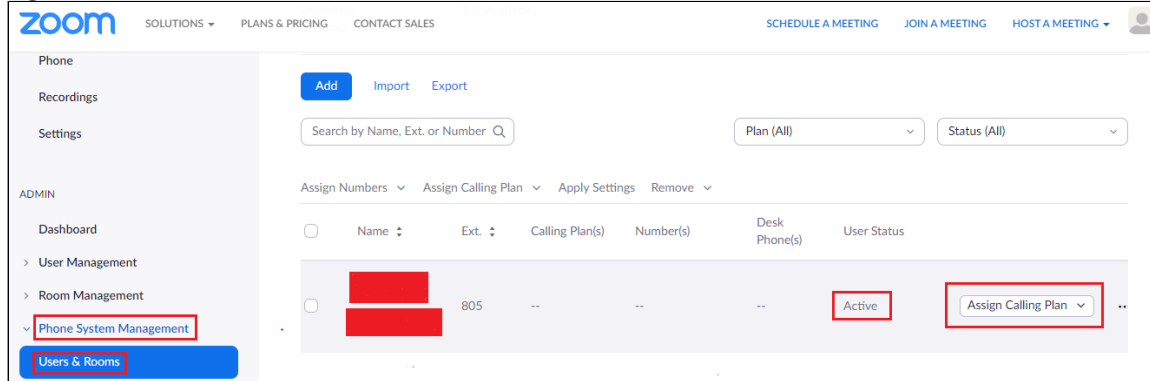 zoom SOLUTIONS PLANS & PRICING CONTACT SALES SCHEDULE A MEETING JOIN A MEETING HOST A MEETING
Phone
Recordings
Settings
ADMIN
Dashboard
User Management
Room Management
Phone System Management
Users & Rooms
Add Import Export
Search by Name, Ext. or Number Plan (All) Status (All)
Assign Numbers Assign Calling Plan Apply Settings Remove
Name Ext. Calling Plan(s) Number(s) Desk Phone(s) User Status
805 -- -- -- Active Assign Calling Plan